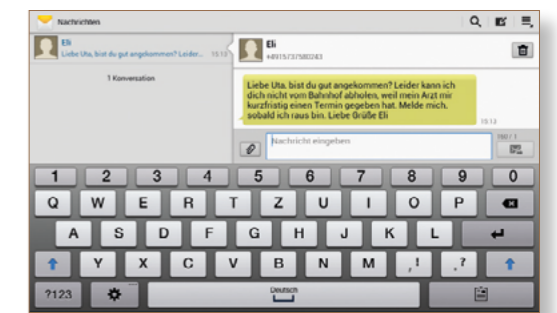 Nachrichten
Eli
Liebe Uta, bist du gut angekommen? Leider... 15:13
1 Konversation
Eli
+4915737580243
Liebe Uta, bist du gut angekommen? Leider kann ich
dich nicht vom Bahnhof abholen, weil mein Arzt mir
kurzfristig einen Termin gegeben hat. Melde mich,
sobald ich raus bin. Liebe Grüße Eli
15:13
Nachricht eingeben
160 / 1
1 2 3 4 5 6 7 8 9 0
Q W E R T Z U I O P
A S D F G H J K L
Y X C V B N M ,! .?
?123 Deutsch